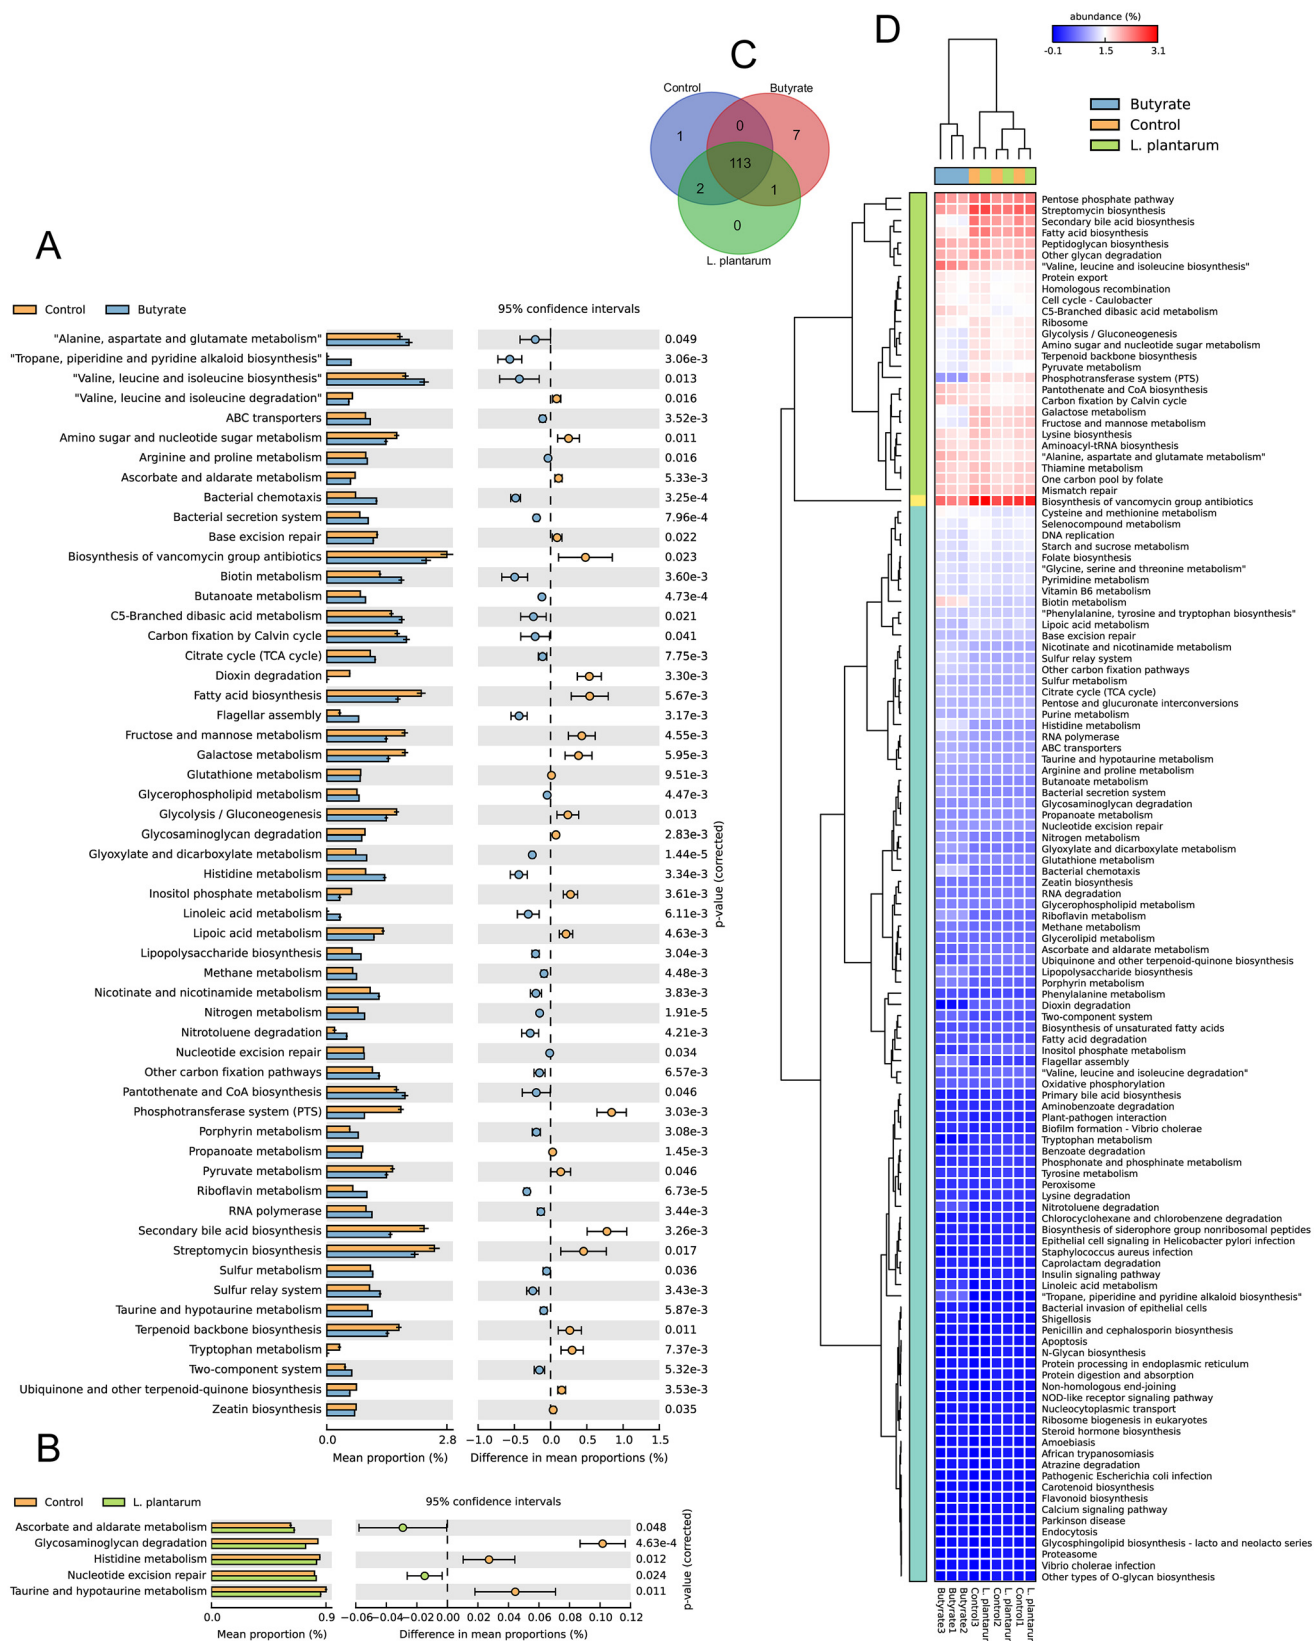 A
Control
Butyrate
95% confidence intervals
"Alanine, aspartate and glutamate metabolism" 0.049
"Tropane, piperidine and pyridine alkaloid biosynthesis" 3.06e-3
"Valine, leucine and isoleucine biosynthesis" 0.013
"Valine, leucine and isoleucine degradation" 0.016
ABC transporters 3.52e-3
Amino sugar and nucleotide sugar metabolism 0.011
Arginine and proline metabolism 0.016
Ascorbate and aldarate metabolism 5.33e-3
Bacterial chemotaxis 3.25e-4
Bacterial secretion system 7.96e-4
Base excision repair 0.022
Biosynthesis of vancomycin group antibiotics 0.023
Biotin metabolism 3.60e-3
Butanoate metabolism 4.73e-4
C5-Branched dibasic acid metabolism 0.021
Carbon fixation by Calvin cycle 0.041
Citrate cycle (TCA cycle) 7.75e-3
Dioxin degradation 3.30e-3
Fatty acid biosynthesis 5.67e-3
Flagellar assembly 3.17e-3
Fructose and mannose metabolism 4.55e-3
Galactose metabolism 5.95e-3
Glutathione metabolism 9.51e-3
Glycerophospholipid metabolism 4.47e-3
Glycolysis / Gluconeogenesis 0.013
Glycosaminoglycan degradation 2.83e-3
Glyoxylate and dicarboxylate metabolism 1.44e-5
Histidine metabolism 3.34e-3
Inositol phosphate metabolism 3.61e-3
Linoleic acid metabolism 6.11e-3
Lipoic acid metabolism 4.63e-3
Lipopolysaccharide biosynthesis 3.04e-3
Methane metabolism 4.48e-3
Nicotinate and nicotinamide metabolism 3.83e-3
Nitrogen metabolism 1.91e-5
Nitrotoluene degradation 4.21e-3
Nucleotide excision repair 0.034
Other carbon fixation pathways 6.57e-3
Pantothenate and CoA biosynthesis 0.046
Phosphotransferase system (PTS) 3.03e-3
Porphyrin metabolism 3.08e-3
Propanoate metabolism 1.45e-3
Pyruvate metabolism 0.046
Riboflavin metabolism 6.73e-5
RNA polymerase 3.44e-3
Secondary bile acid biosynthesis 3.26e-3
Streptomycin biosynthesis 0.017
Sulfur metabolism 0.036
Sulfur relay system 3.43e-3
Taurine and hypotaurine metabolism 5.87e-3
Terpenoid backbone biosynthesis 0.011
Tryptophan metabolism 7.37e-3
Two-component system 5.32e-3
Ubiquinone and other terpenoid-quinone biosynthesis 3.53e-3
Zeatin biosynthesis 0.035
p-value (corrected)
0.0 2.8 −1.0 −0.5 0.0 0.5 1.0 1.5
Mean proportion (%) Difference in mean proportions (%)
B
Control
L. plantarum
95% confidence intervals
Ascorbate and aldarate metabolism 0.048
Glycosaminoglycan degradation 4.63e-4
Histidine metabolism 0.012
Nucleotide excision repair 0.024
Taurine and hypotaurine metabolism 0.011
p-value (corrected)
0.0 0.9 −0.06 −0.04 −0.02 0.00 0.02 0.04 0.06 0.08 0.10 0.12
Mean proportion (%) Difference in mean proportions (%)
C
Control
Butyrate
1
0
7
113
2
1
0
L. plantarum
D
abundance (%)
-0.1 1.5 3.1
Butyrate
Control
L. plantarum
Pentose phosphate pathway
Streptomycin biosynthesis
Secondary bile acid biosynthesis
Fatty acid biosynthesis
Peptidoglycan biosynthesis
Other glycan degradation
"Valine, leucine and isoleucine biosynthesis"
Protein export
Homologous recombination
Cell cycle - Caulobacter
C5-Branched dibasic acid metabolism
Ribosome
Glycolysis / Gluconeogenesis
Amino sugar and nucleotide sugar metabolism
Terpenoid backbone biosynthesis
Pyruvate metabolism
Phosphotransferase system (PTS)
Pantothenate and CoA biosynthesis
Carbon fixation by Calvin cycle
Galactose metabolism
Fructose and mannose metabolism
Lysine biosynthesis
Aminoacyl-tRNA biosynthesis
"Alanine, aspartate and glutamate metabolism"
Thiamine metabolism
One carbon pool by folate
Mismatch repair
Biosynthesis of vancomycin group antibiotics
Cysteine and methionine metabolism
Selenocompound metabolism
DNA replication
Starch and sucrose metabolism
Folate biosynthesis
"Glycine, serine and threonine metabolism"
Pyrimidine metabolism
Vitamin B6 metabolism
Biotin metabolism
"Phenylalanine, tyrosine and tryptophan biosynthesis"
Lipoic acid metabolism
Base excision repair
Nicotinate and nicotinamide metabolism
Sulfur relay system
Other carbon fixation pathways
Sulfur metabolism
Citrate cycle (TCA cycle)
Pentose and glucuronate interconversions
Purine metabolism
Histidine metabolism
RNA polymerase
ABC transporters
Taurine and hypotaurine metabolism
Arginine and proline metabolism
Butanoate metabolism
Bacterial secretion system
Glycosaminoglycan degradation
Propanoate metabolism
Nucleotide excision repair
Nitrogen metabolism
Glyoxylate and dicarboxylate metabolism
Glutathione metabolism
Bacterial chemotaxis
Zeatin biosynthesis
RNA degradation
Glycerophospholipid metabolism
Riboflavin metabolism
Methane metabolism
Glycerolipid metabolism
Ascorbate and aldarate metabolism
Ubiquinone and other terpenoid-quinone biosynthesis
Lipopolysaccharide biosynthesis
Porphyrin metabolism
Phenylalanine metabolism
Dioxin degradation
Two-component system
Biosynthesis of unsaturated fatty acids
Fatty acid degradation
Inositol phosphate metabolism
Flagellar assembly
"Valine, leucine and isoleucine degradation"
Oxidative phosphorylation
Primary bile acid biosynthesis
Aminobenzoate degradation
Plant-pathogen interaction
Biofilm formation - Vibrio cholerae
Tryptophan metabolism
Benzoate degradation
Phosphonate and phosphinate metabolism
Tyrosine metabolism
Peroxisome
Lysine degradation
Nitrotoluene degradation
Chlorocyclohexane and chlorobenzene degradation
Biosynthesis of siderophore group nonribosomal peptides
Epithelial cell signaling in Helicobacter pylori infection
Staphylococcus aureus infection
Caprolactam degradation
Insulin signaling pathway
Linoleic acid metabolism
"Tropane, piperidine and pyridine alkaloid biosynthesis"
Bacterial invasion of epithelial cells
Shigellosis
Penicillin and cephalosporin biosynthesis
Apoptosis
N-Glycan biosynthesis
Protein processing in endoplasmic reticulum
Protein digestion and absorption
Non-homologous end-joining
NOD-like receptor signaling pathway
Nucleocytoplasmic transport
Ribosome biogenesis in eukaryotes
Steroid hormone biosynthesis
Amoebiasis
African trypanosomiasis
Atrazine degradation
Pathogenic Escherichia coli infection
Carotenoid biosynthesis
Flavonoid biosynthesis
Calcium signaling pathway
Parkinson disease
Endocytosis
Glycosphingolipid biosynthesis - lacto and neolacto series
Proteasome
Vibrio cholerae infection
Other types of O-glycan biosynthesis
Butyrate3
Butyrate1
Butyrate2
Control3
L. plantarum
Control2
L. plantarum
Control1
L. plantarum